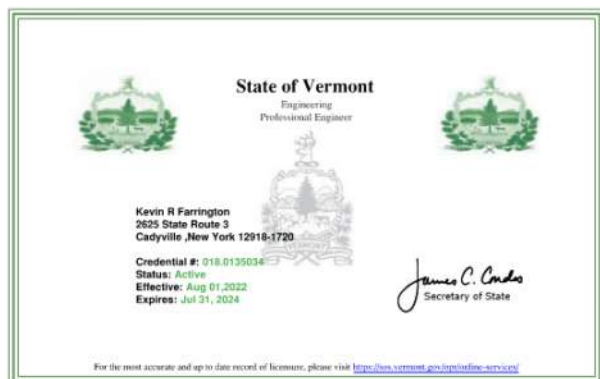 State of Vermont
Engineering
Professional Engineer
VERMONT
Kevin R Farrington
2625 State Route 3
Cadyville ,New York 12918-1720
Credential #: 018.0135034
Status: Active
Effective: Aug 01,2022
Expires: Jul 31, 2024
James C. Condos
Secretary of State
For the most accurate and up to date record of licensure, please visit https://sos.vermont.gov/opr/online-services/